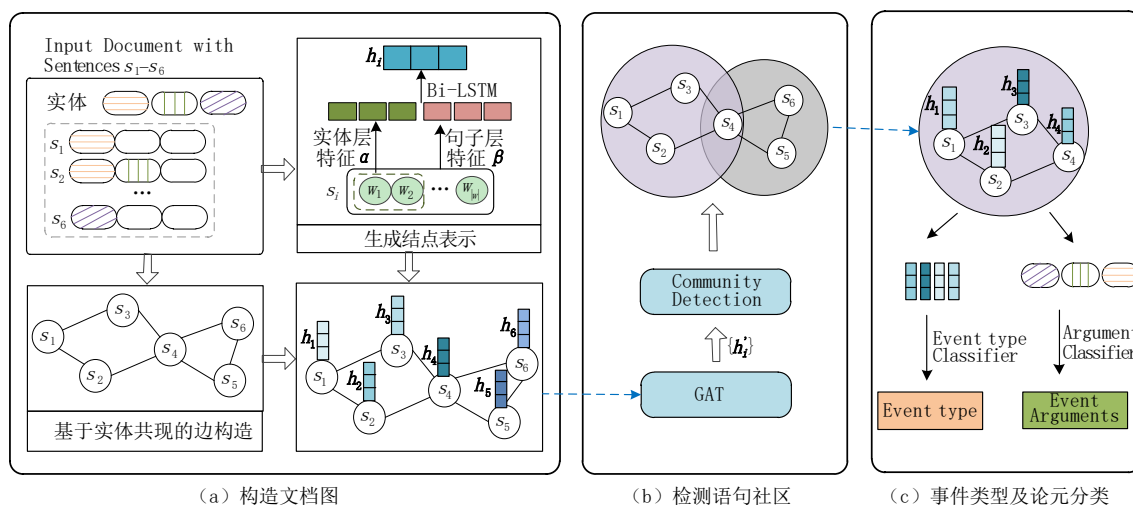 Input Document with
Sentences s1–s6
实体
s1
s2
...
s6
hi
Bi-LSTM
实体层
特征 α
句子层
特征 β
si
w1
w2
...
w|w|
生成结点表示
s1
s2
s3
s4
s5
s6
基于实体共现的边构造
h1
h2
h3
h4
h5
h6
s1
s2
s3
s4
s5
s6
(a) 构造文档图
s1
s2
s3
s4
s5
s6
Community
Detection
{h'i}
GAT
(b) 检测语句社区
h1
h2
h3
h4
s1
s2
s3
s4
Event type
Classifier
Argument
Classifier
Event type
Event
Arguments
(c) 事件类型及论元分类